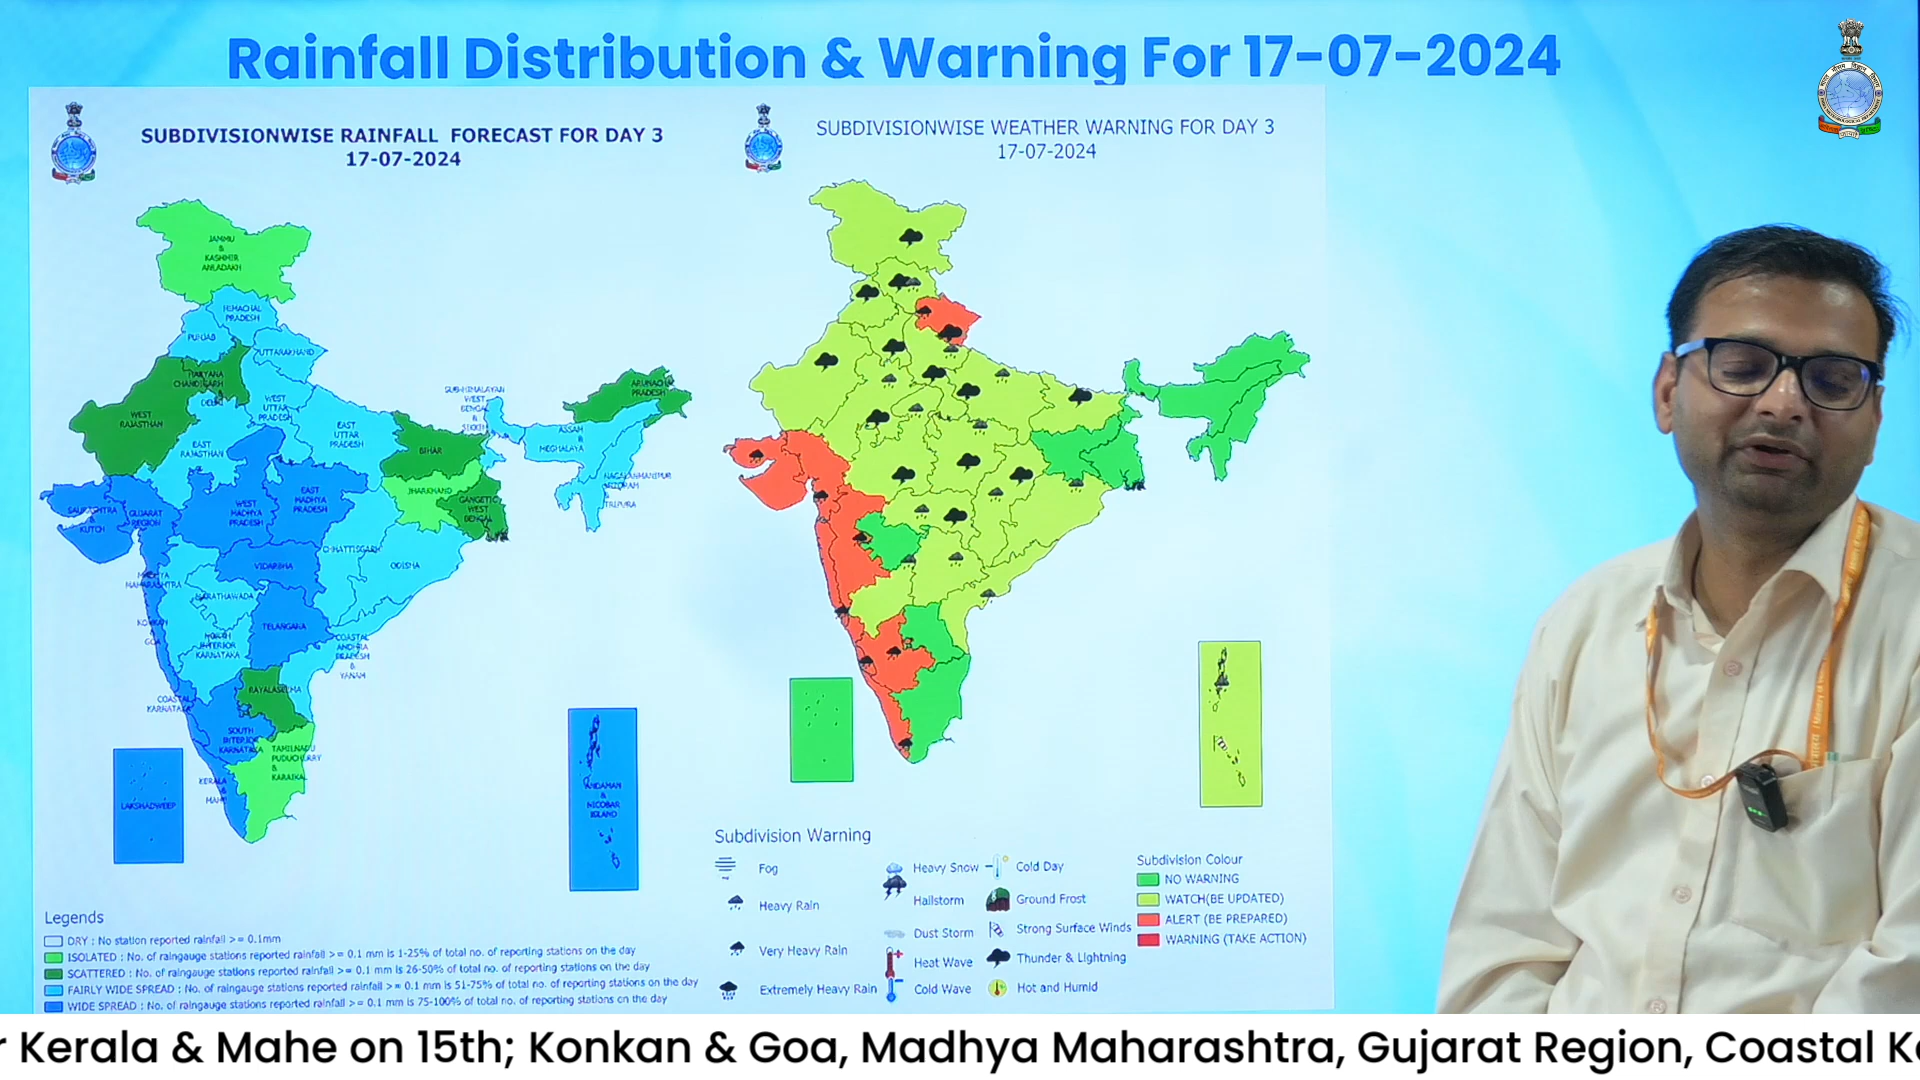 Rainfall Distribution & Warning For 17-07-2024
SUBDIVISIONWISE RAINFALL FORECAST FOR DAY 3
17-07-2024
JAMMU
&
KASHMIR
HIMACHAL
PRADESH
PUNJAB
UTTARAKHAND
HARYANA
CHANDIGARH
DELHI
WEST
RAJASTHAN
WEST
UTTAR
PRADESH
EAST
UTTAR
PRADESH
EAST
RAJASTHAN
BIHAR
WEST
BENGAL
&
SIKKIM
ARUNACHAL
PRADESH
ASSAM
&
MEGHALAYA
TRIPURA
JHARKHAND
GANGETIC
WEST
BENGAL
SAURASHTRA
&
KUTCH
GUJARAT
REGION
WEST
MADHYA
PRADESH
EAST
MADHYA
PRADESH
CHHATTISGARH
ODISHA
VIDARBHA
MADHYA
MAHARASHTRA
MARATHAWADA
KONKAN
&
GOA
TELANGANA
NORTH
INTERIOR
KARNATAKA
COASTAL
ANDHRA
PRADESH
&
YANAM
RAYALASEEMA
COASTAL
KARNATAKA
SOUTH
INTERIOR
KARNATAKA
TAMILNADU
PUDUCHERRY
&
KARAIKAL
KERALA
&
MAHE
LAKSHADWEEP
ANDAMAN
&
NICOBAR
ISLAND
Legends
DRY : No station reported rainfall >= 0.1mm
ISOLATED : No. of raingauge stations reported rainfall >= 0.1 mm is 1-25% of total no. of reporting stations on the day
SCATTERED : No. of raingauge stations reported rainfall >= 0.1 mm is 26-50% of total no. of reporting stations on the day
FAIRLY WIDE SPREAD : No. of raingauge stations reported rainfall >= 0.1 mm is 51-75% of total no. of reporting stations on the day
WIDE SPREAD : No. of raingauge stations reported rainfall >= 0.1 mm is 75-100% of total no. of reporting stations on the day
SUBDIVISIONWISE WEATHER WARNING FOR DAY 3
17-07-2024
Subdivision Warning
Fog
Heavy Rain
Very Heavy Rain
Extremely Heavy Rain
Heavy Snow
Hailstorm
Dust Storm
Heat Wave
Cold Wave
Cold Day
Ground Frost
Strong Surface Winds
Thunder & Lightning
Hot and Humid
Subdivision Colour
NO WARNING
WATCH(BE UPDATED)
ALERT (BE PREPARED)
WARNING (TAKE ACTION)
Kerala & Mahe on 15th; Konkan & Goa, Madhya Maharashtra, Gujarat Region, Coastal